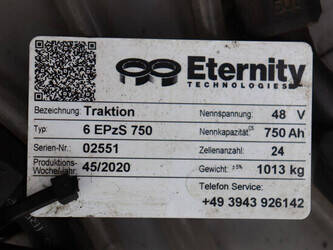 Eternity
TECHNOLOGIES
Bezeichnung: Traktion Nennspannung: 48 V
Typ: 6 EPzS 750 Nennkapazität C5 750 Ah
Serien-Nr: 02551 Zellenanzahl: 24
Produktions- Woche/jahr: 45/2020 Gewicht: ± 5% 1013 kg
Telefon Service:
+49 3943 926142